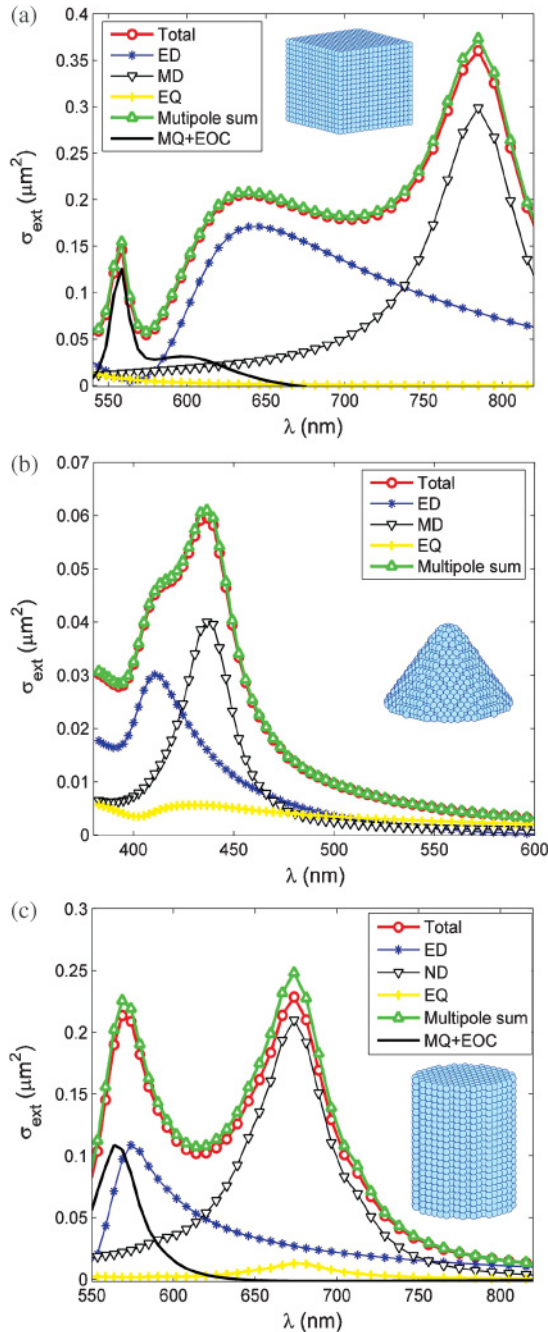 (a)
0.4
0.35
0.3
0.25
0.2
0.15
0.1
0.05
0
σext (μm²)
Total
ED
MD
EQ
Mutipole sum
MQ+EOC
550 600 650 700 750 800
λ (nm)
(b)
0.07
0.06
0.05
0.04
0.03
0.02
0.01
0
σext (μm²)
Total
ED
MD
EQ
Multipole sum
400 450 500 550 600
λ (nm)
(c)
0.3
0.25
0.2
0.15
0.1
0.05
0
σext (μm²)
Total
ED
ND
EQ
Multipole sum
MQ+EOC
550 600 650 700 750 800
λ (nm)